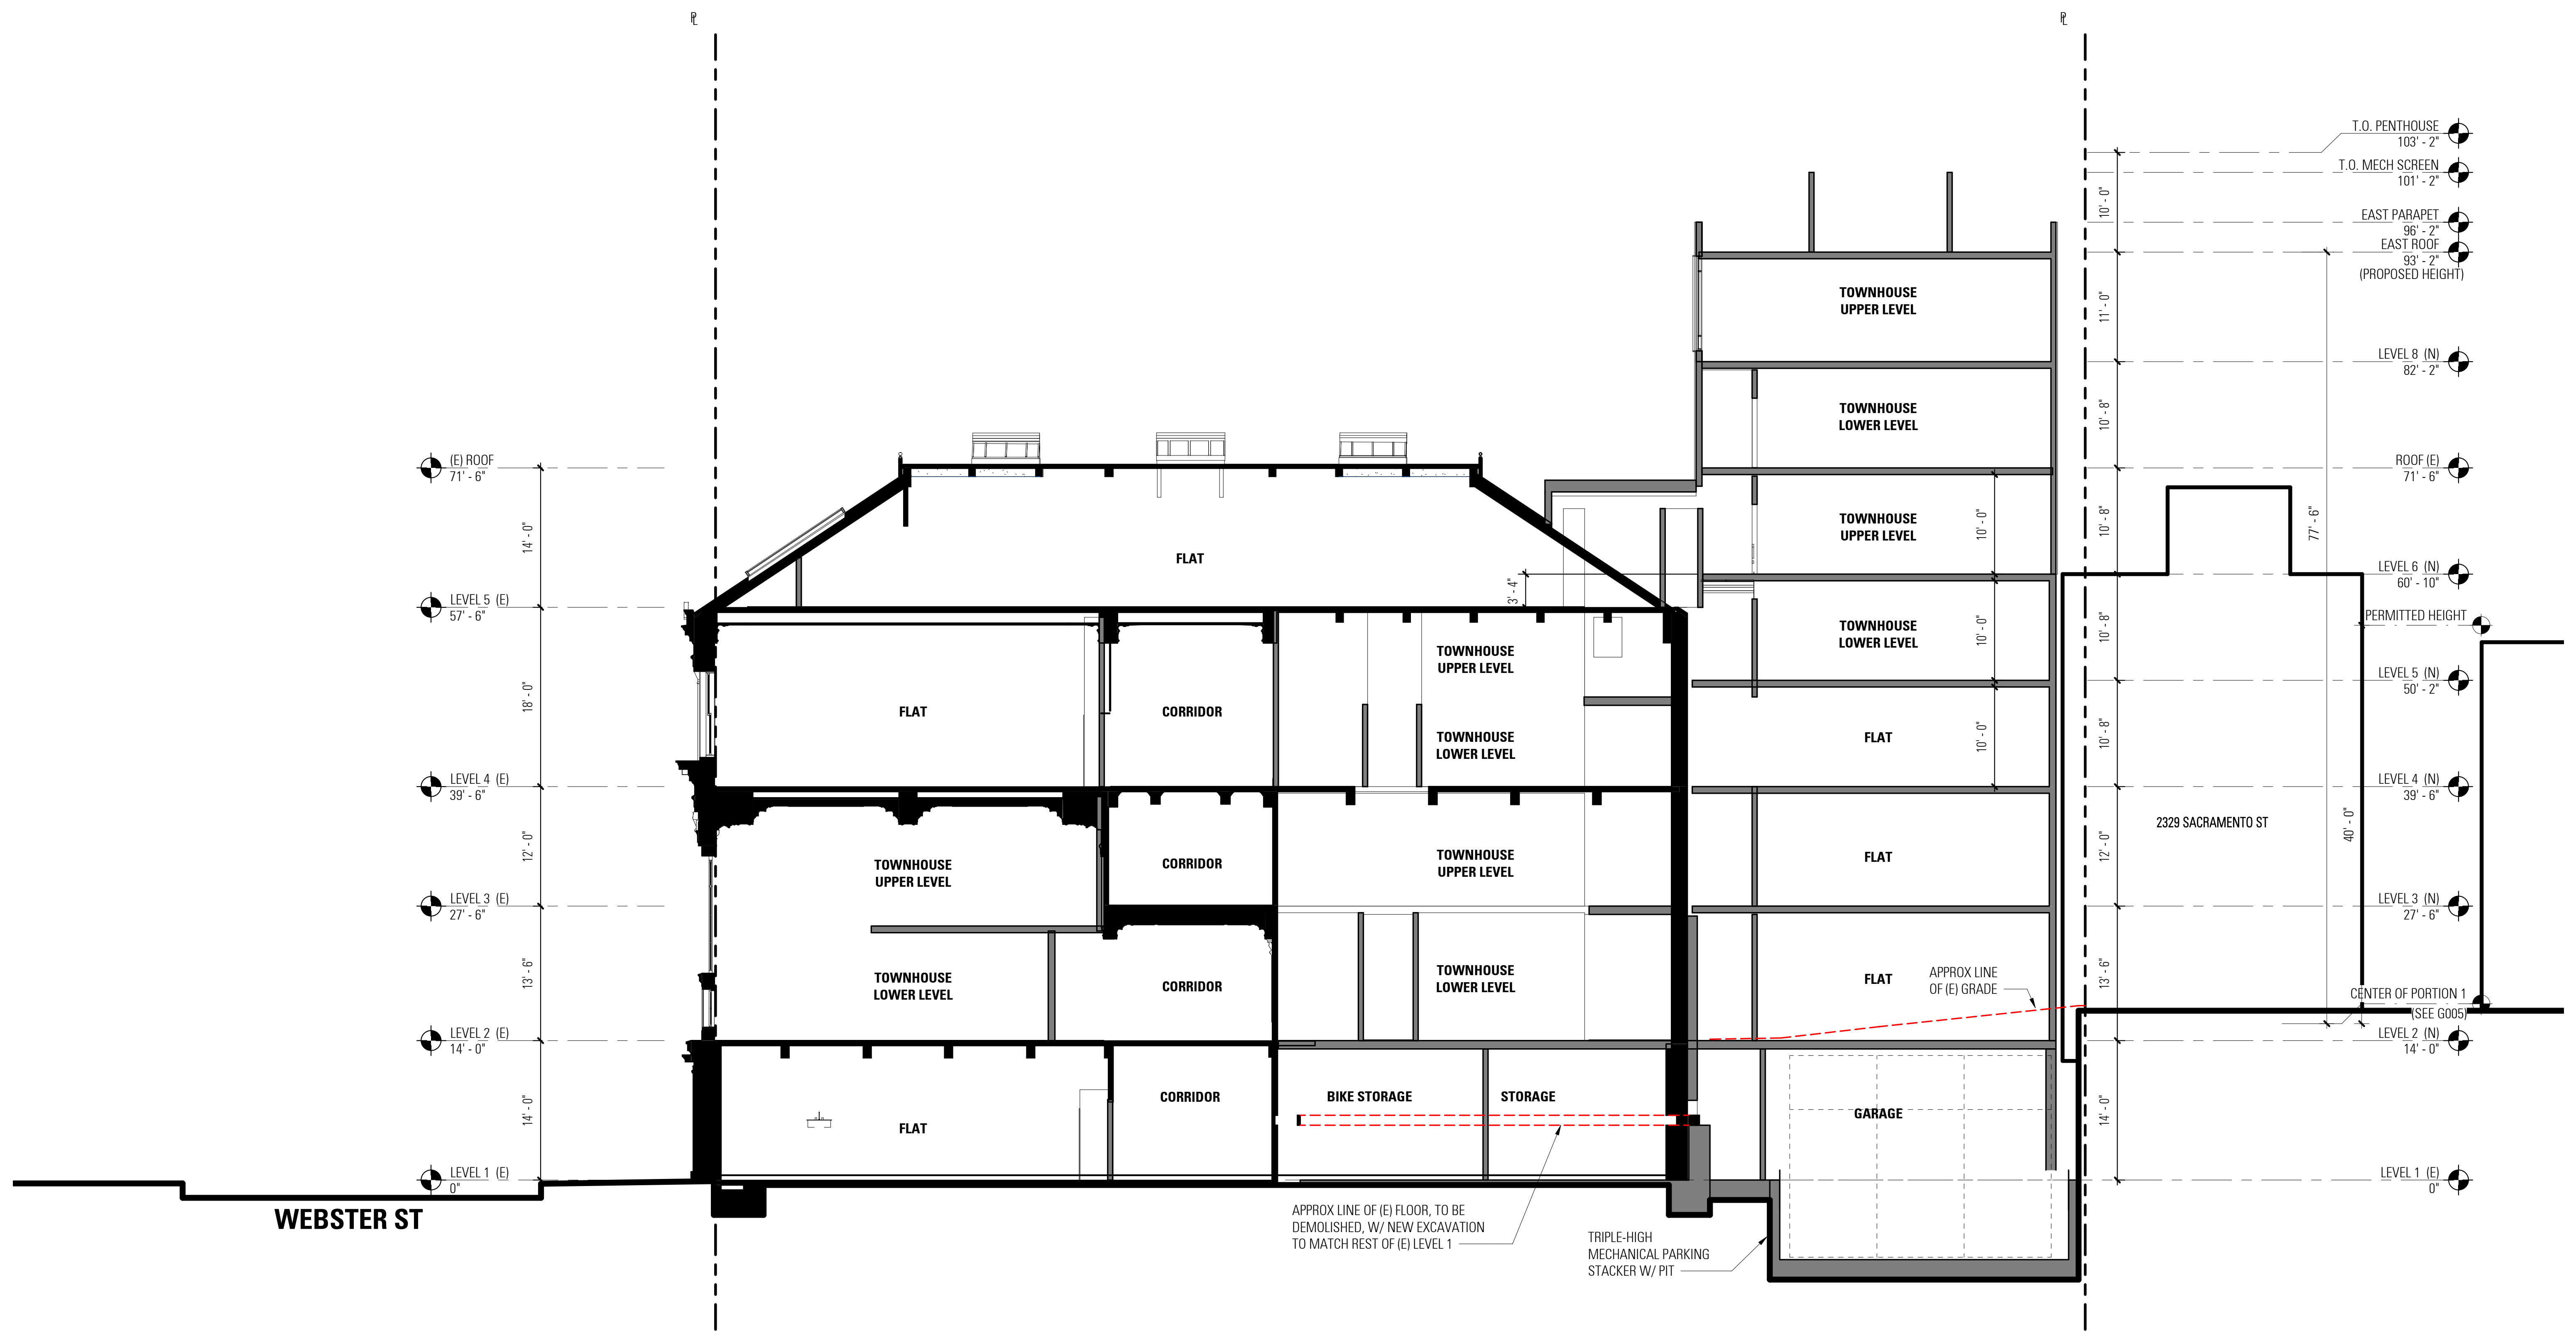 PL
PL
T.O. PENTHOUSE
103' - 2"
T.O. MECH SCREEN
101' - 2"
EAST PARAPET
96' - 2"
EAST ROOF
93' - 2"
(PROPOSED HEIGHT)
LEVEL 8 (N)
82' - 2"
ROOF (E)
71' - 6"
LEVEL 6 (N)
60' - 10"
PERMITTED HEIGHT
LEVEL 5 (N)
50' - 2"
LEVEL 4 (N)
39' - 6"
LEVEL 3 (N)
27' - 6"
CENTER OF PORTION 1
(SEE G005)
LEVEL 2 (N)
14' - 0"
LEVEL 1 (E)
0"
10' - 0"
11' - 0"
10' - 8"
10' - 8"
10' - 8"
10' - 8"
12' - 0"
13' - 6"
14' - 0"
77' - 6"
40' - 0"
2329 SACRAMENTO ST
(E) ROOF
71' - 6"
LEVEL 5 (E)
57' - 6"
LEVEL 4 (E)
39' - 6"
LEVEL 3 (E)
27' - 6"
LEVEL 2 (E)
14' - 0"
LEVEL 1 (E)
0"
14' - 0"
18' - 0"
12' - 0"
13' - 6"
14' - 0"
WEBSTER ST
FLAT
FLAT
CORRIDOR
TOWNHOUSE
UPPER LEVEL
TOWNHOUSE
LOWER LEVEL
TOWNHOUSE
UPPER LEVEL
CORRIDOR
TOWNHOUSE
UPPER LEVEL
TOWNHOUSE
LOWER LEVEL
CORRIDOR
TOWNHOUSE
LOWER LEVEL
FLAT
CORRIDOR
BIKE STORAGE
STORAGE
3' - 4"
TOWNHOUSE
UPPER LEVEL
TOWNHOUSE
LOWER LEVEL
TOWNHOUSE
UPPER LEVEL
10' - 0"
TOWNHOUSE
LOWER LEVEL
10' - 0"
FLAT
10' - 0"
FLAT
FLAT
APPROX LINE
OF (E) GRADE
GARAGE
APPROX LINE OF (E) FLOOR, TO BE
DEMOLISHED, W/ NEW EXCAVATION
TO MATCH REST OF (E) LEVEL 1
TRIPLE-HIGH
MECHANICAL PARKING
STACKER W/ PIT